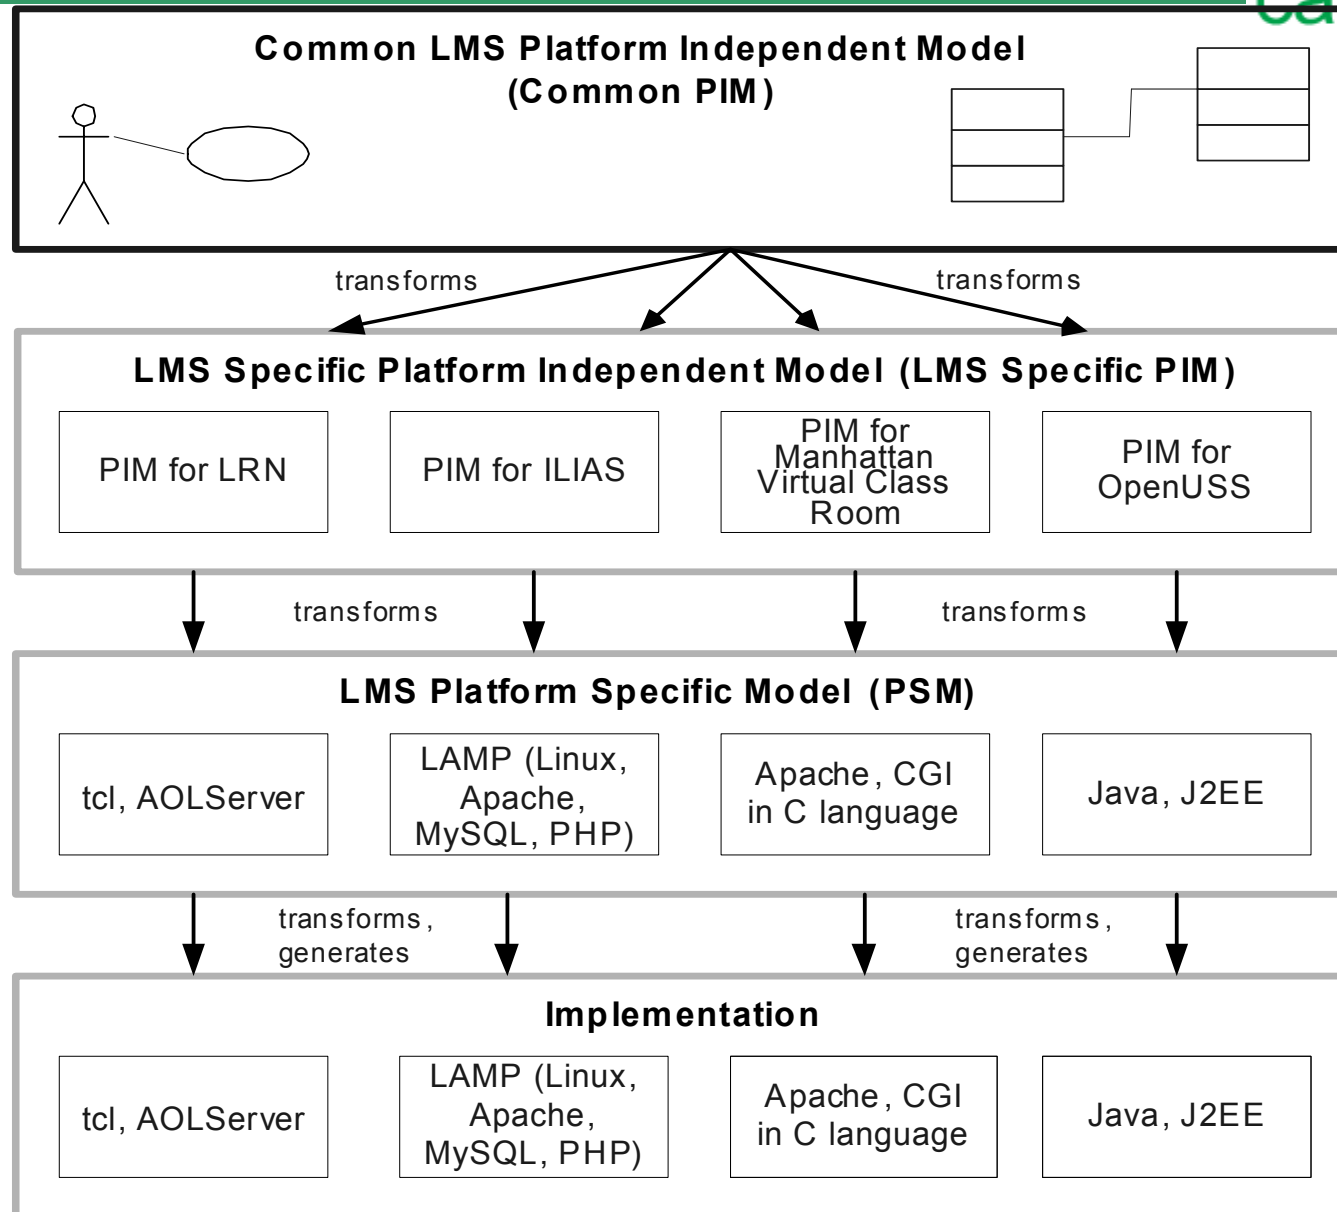 Common LMS Platform Independent Model
(Common PIM)
transforms
transforms
LMS Specific Platform Independent Model (LMS Specific PIM)
PIM for LRN
PIM for ILIAS
PIM for
Manhattan
Virtual Class
Room
PIM for
OpenUSS
transforms
transforms
LMS Platform Specific Model (PSM)
tcl, AOLServer
LAMP (Linux,
Apache,
MySQL, PHP)
Apache, CGI
in C language
Java, J2EE
transforms,
generates
transforms,
generates
Implementation
tcl, AOLServer
LAMP (Linux,
Apache,
MySQL, PHP)
Apache, CGI
in C language
Java, J2EE